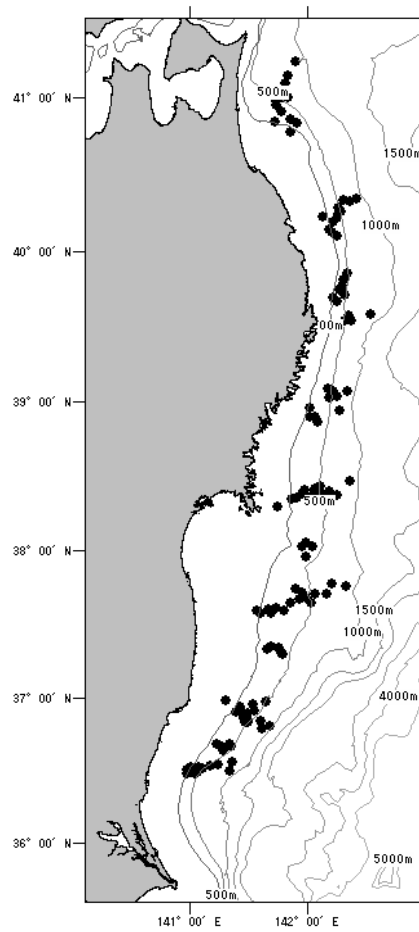 41° 00′ N
500m
1500m
1000m
40° 00′ N
00m
39° 00′ N
500m
38° 00′ N
1500m
1000m
4000m
37° 00′ N
36° 00′ N
5000m
500m
141° 00′ E
142° 00′ E